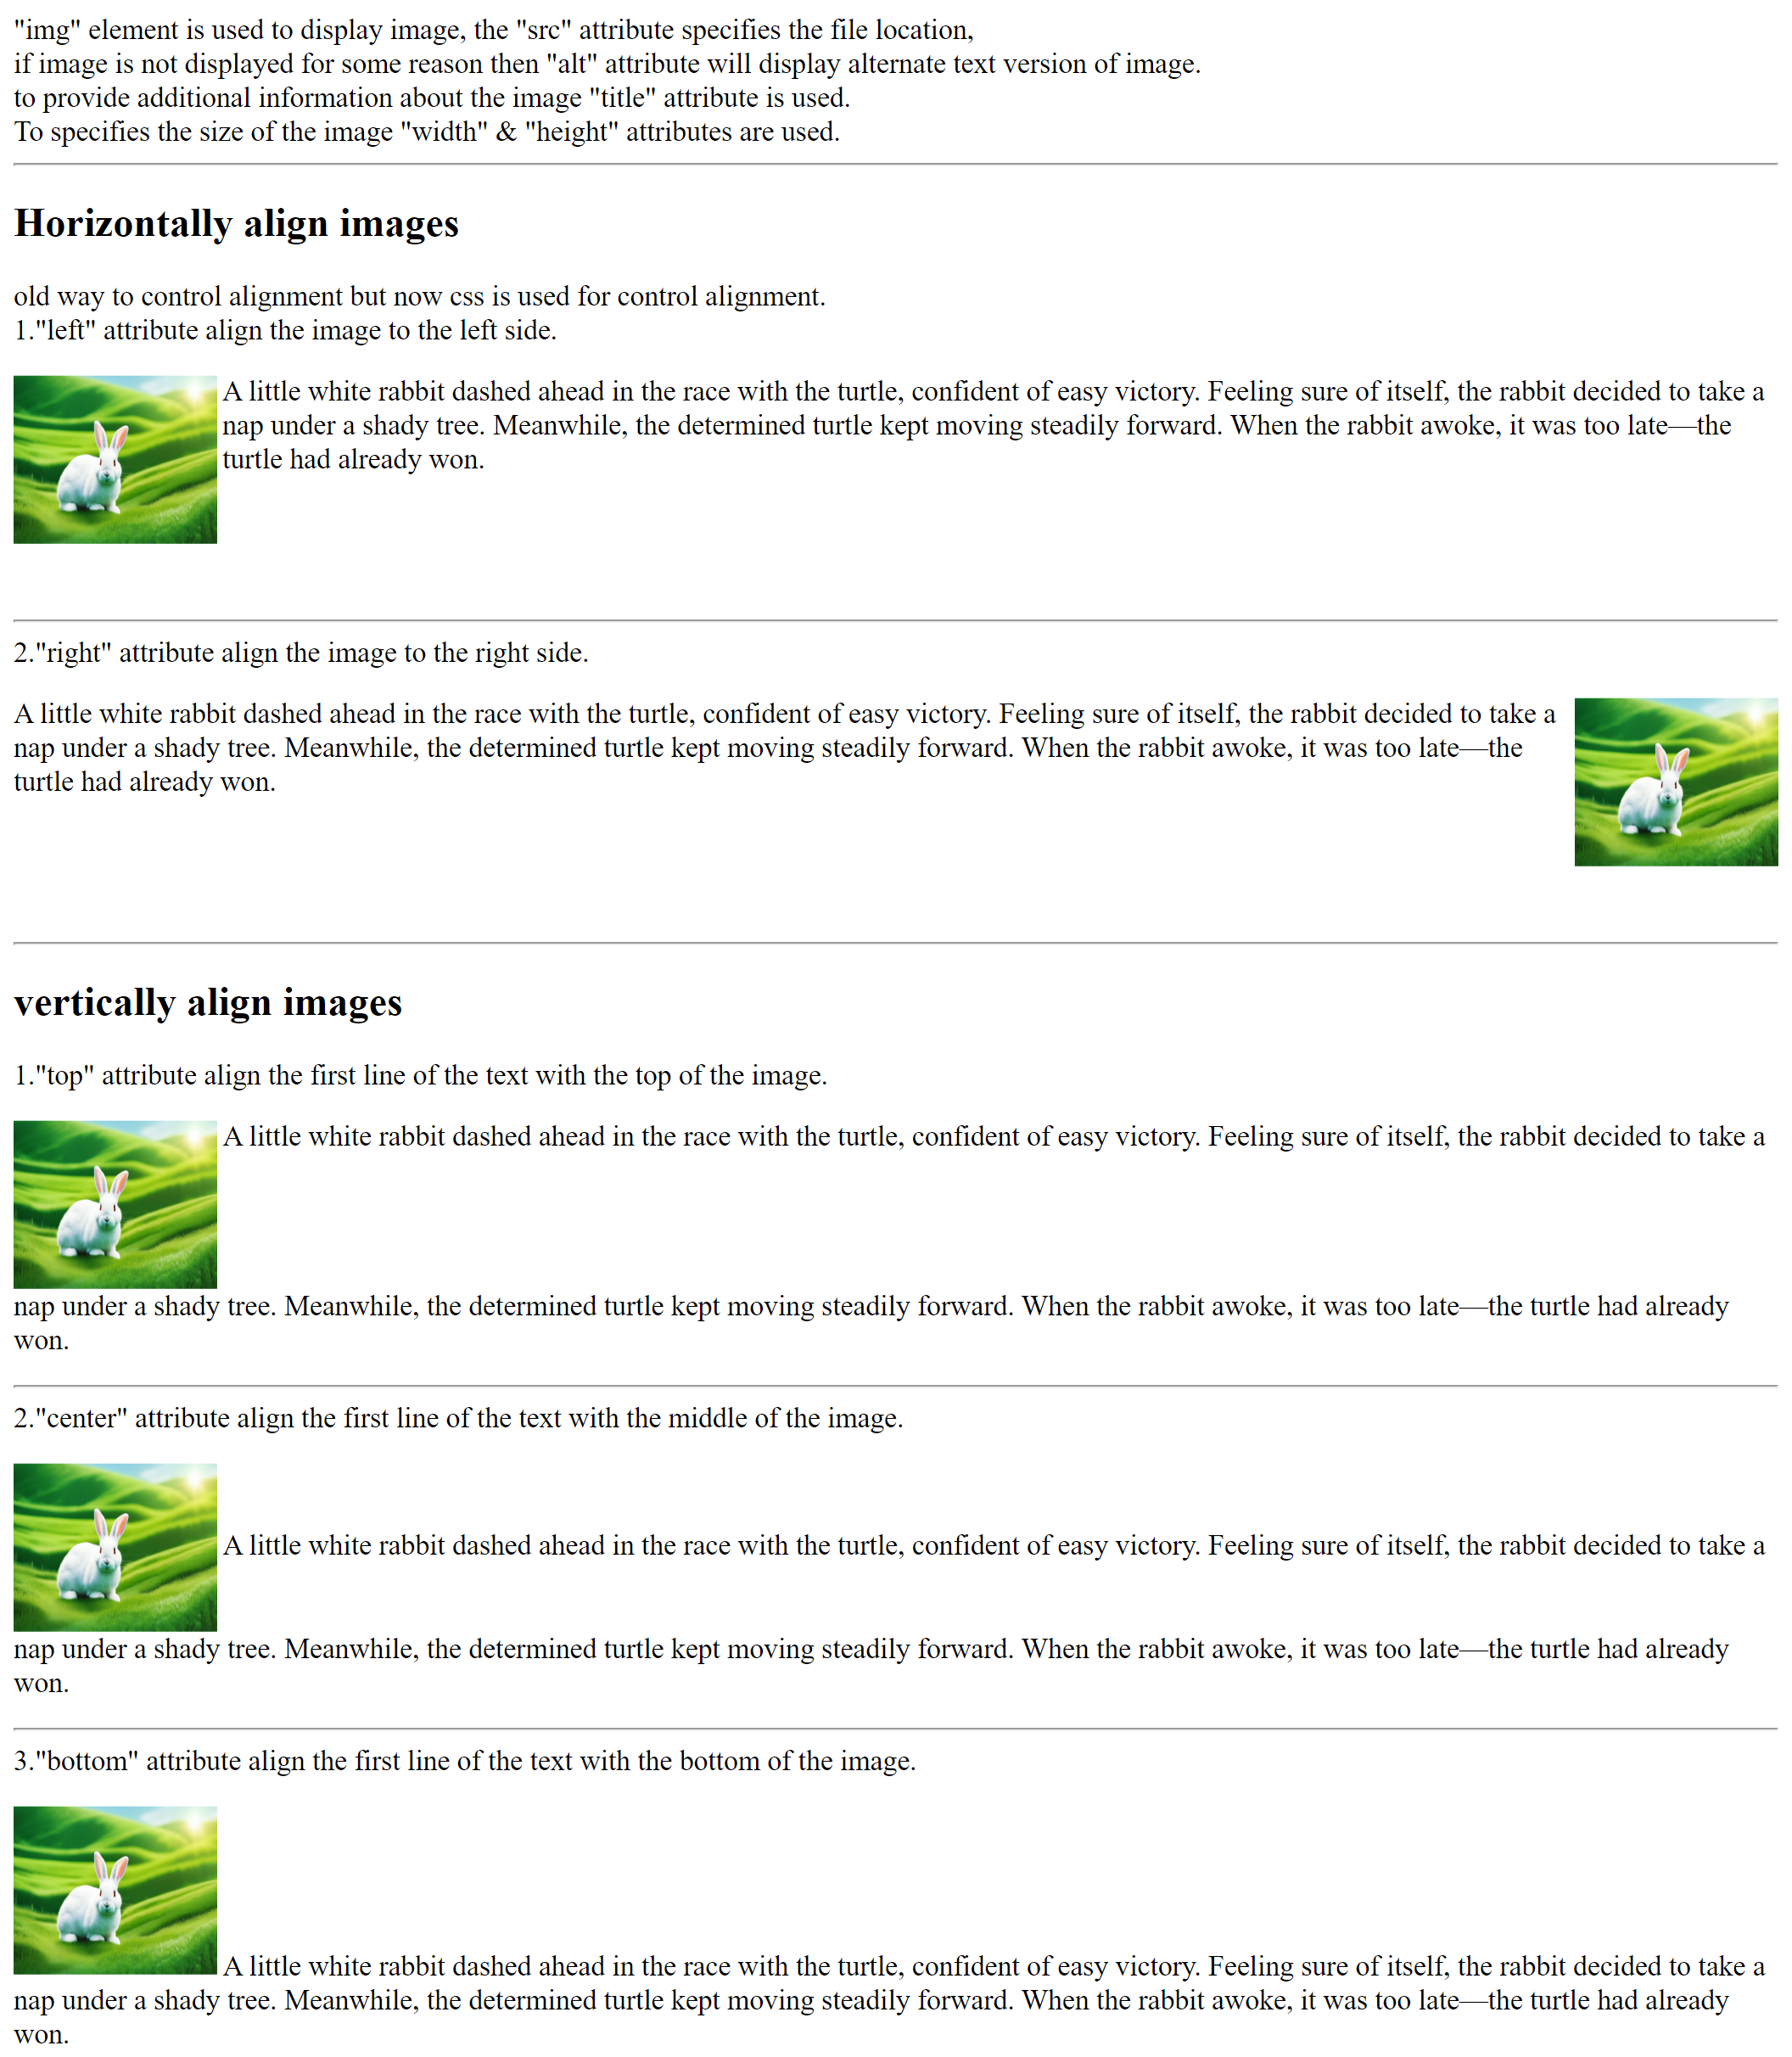 "img" element is used to display image, the "src" attribute specifies the file location,
if image is not displayed for some reason then "alt" attribute will display alternate text version of image.
to provide additional information about the image "title" attribute is used.
To specifies the size of the image "width" & "height" attributes are used.
Horizontally align images
old way to control alignment but now css is used for control alignment.
1."left" attribute align the image to the left side.
A little white rabbit dashed ahead in the race with the turtle, confident of easy victory. Feeling sure of itself, the rabbit decided to take a
nap under a shady tree. Meanwhile, the determined turtle kept moving steadily forward. When the rabbit awoke, it was too late—the
turtle had already won.
2."right" attribute align the image to the right side.
A little white rabbit dashed ahead in the race with the turtle, confident of easy victory. Feeling sure of itself, the rabbit decided to take a
nap under a shady tree. Meanwhile, the determined turtle kept moving steadily forward. When the rabbit awoke, it was too late—the
turtle had already won.
vertically align images
1."top" attribute align the first line of the text with the top of the image.
A little white rabbit dashed ahead in the race with the turtle, confident of easy victory. Feeling sure of itself, the rabbit decided to take a
nap under a shady tree. Meanwhile, the determined turtle kept moving steadily forward. When the rabbit awoke, it was too late—the turtle had already
won.
2."center" attribute align the first line of the text with the middle of the image.
A little white rabbit dashed ahead in the race with the turtle, confident of easy victory. Feeling sure of itself, the rabbit decided to take a
nap under a shady tree. Meanwhile, the determined turtle kept moving steadily forward. When the rabbit awoke, it was too late—the turtle had already
won.
3."bottom" attribute align the first line of the text with the bottom of the image.
A little white rabbit dashed ahead in the race with the turtle, confident of easy victory. Feeling sure of itself, the rabbit decided to take a
nap under a shady tree. Meanwhile, the determined turtle kept moving steadily forward. When the rabbit awoke, it was too late—the turtle had already
won.